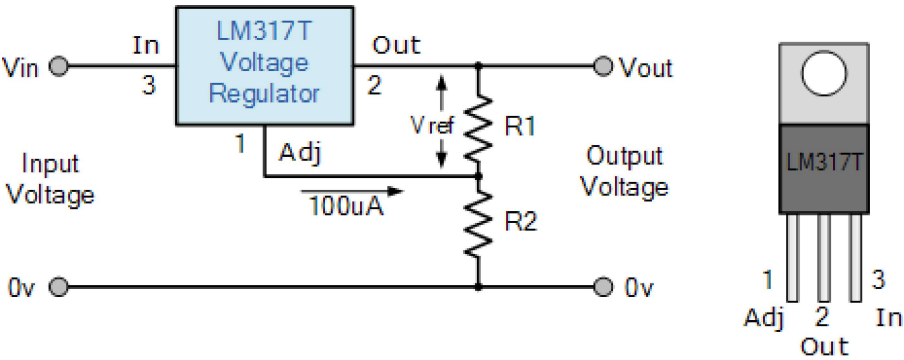 LM317T
Voltage
Regulator
In
3
Out
2
Vin
Vout
1
Adj
Vref
R1
Input
Voltage
Output
Voltage
100uA
R2
0v
0v
LM317T
1
Adj
2
Out
3
In